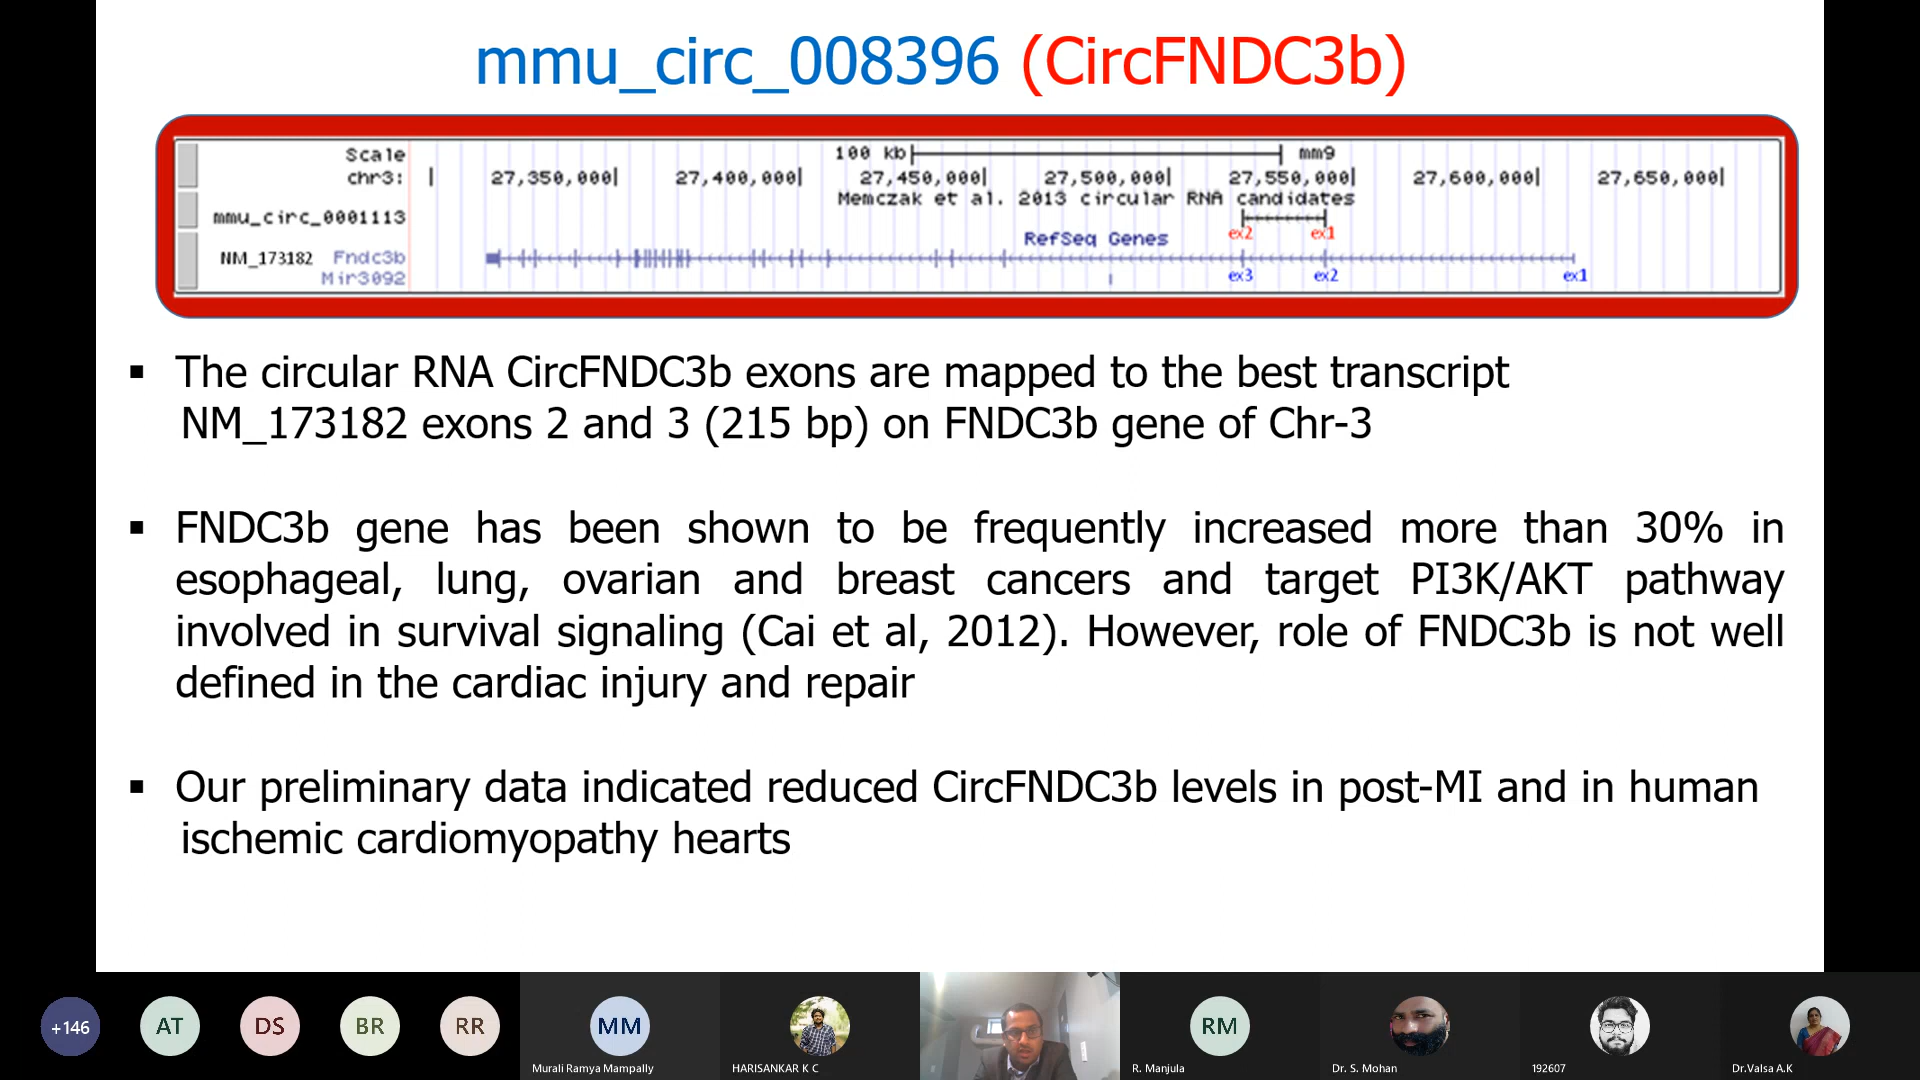 mmu_circ_008396 (CircFNDC3b)
Scale 100 kb mm9
chr3: 27,350,000 27,400,000 27,450,000 27,500,000 27,550,000 27,600,000 27,650,000
Memczak et al. 2013 circular RNA candidates
mmu_circ_0001113
ex2 ex1
RefSeq Genes
NM_173182 Fndc3b
Mir3092 ex3 ex2 ex1
▪ The circular RNA CircFNDC3b exons are mapped to the best transcript
NM_173182 exons 2 and 3 (215 bp) on FNDC3b gene of Chr-3
▪ FNDC3b gene has been shown to be frequently increased more than 30% in
esophageal, lung, ovarian and breast cancers and target PI3K/AKT pathway
involved in survival signaling (Cai et al, 2012). However, role of FNDC3b is not well
defined in the cardiac injury and repair
▪ Our preliminary data indicated reduced CircFNDC3b levels in post-MI and in human
ischemic cardiomyopathy hearts
+146 AT DS BR RR MM RM
Murali Ramya Mampally HARISANKAR K C R. Manjula Dr. S. Mohan 192607 Dr.Valsa A.K